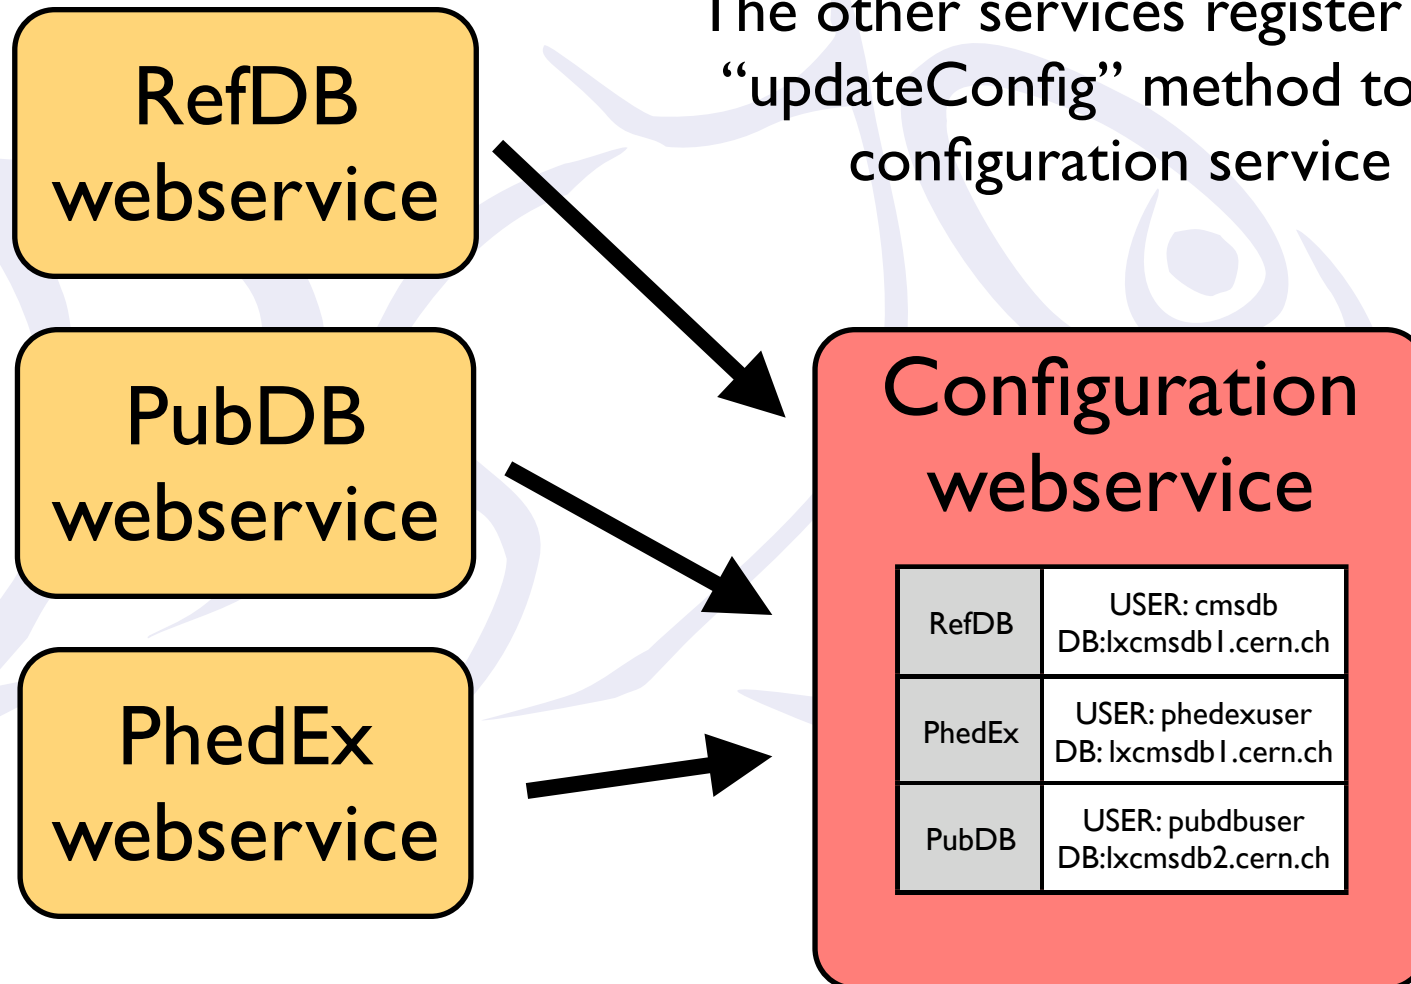 The other services register
“updateConfig” method to
configuration service
RefDB
webservice
PubDB
webservice
PhedEx
webservice
Configuration
webservice
RefDB
USER: cmsdb
DB:lxcmsdb1.cern.ch
PhedEx
USER: phedexuser
DB: lxcmsdb1.cern.ch
PubDB
USER: pubdbuser
DB:lxcmsdb2.cern.ch